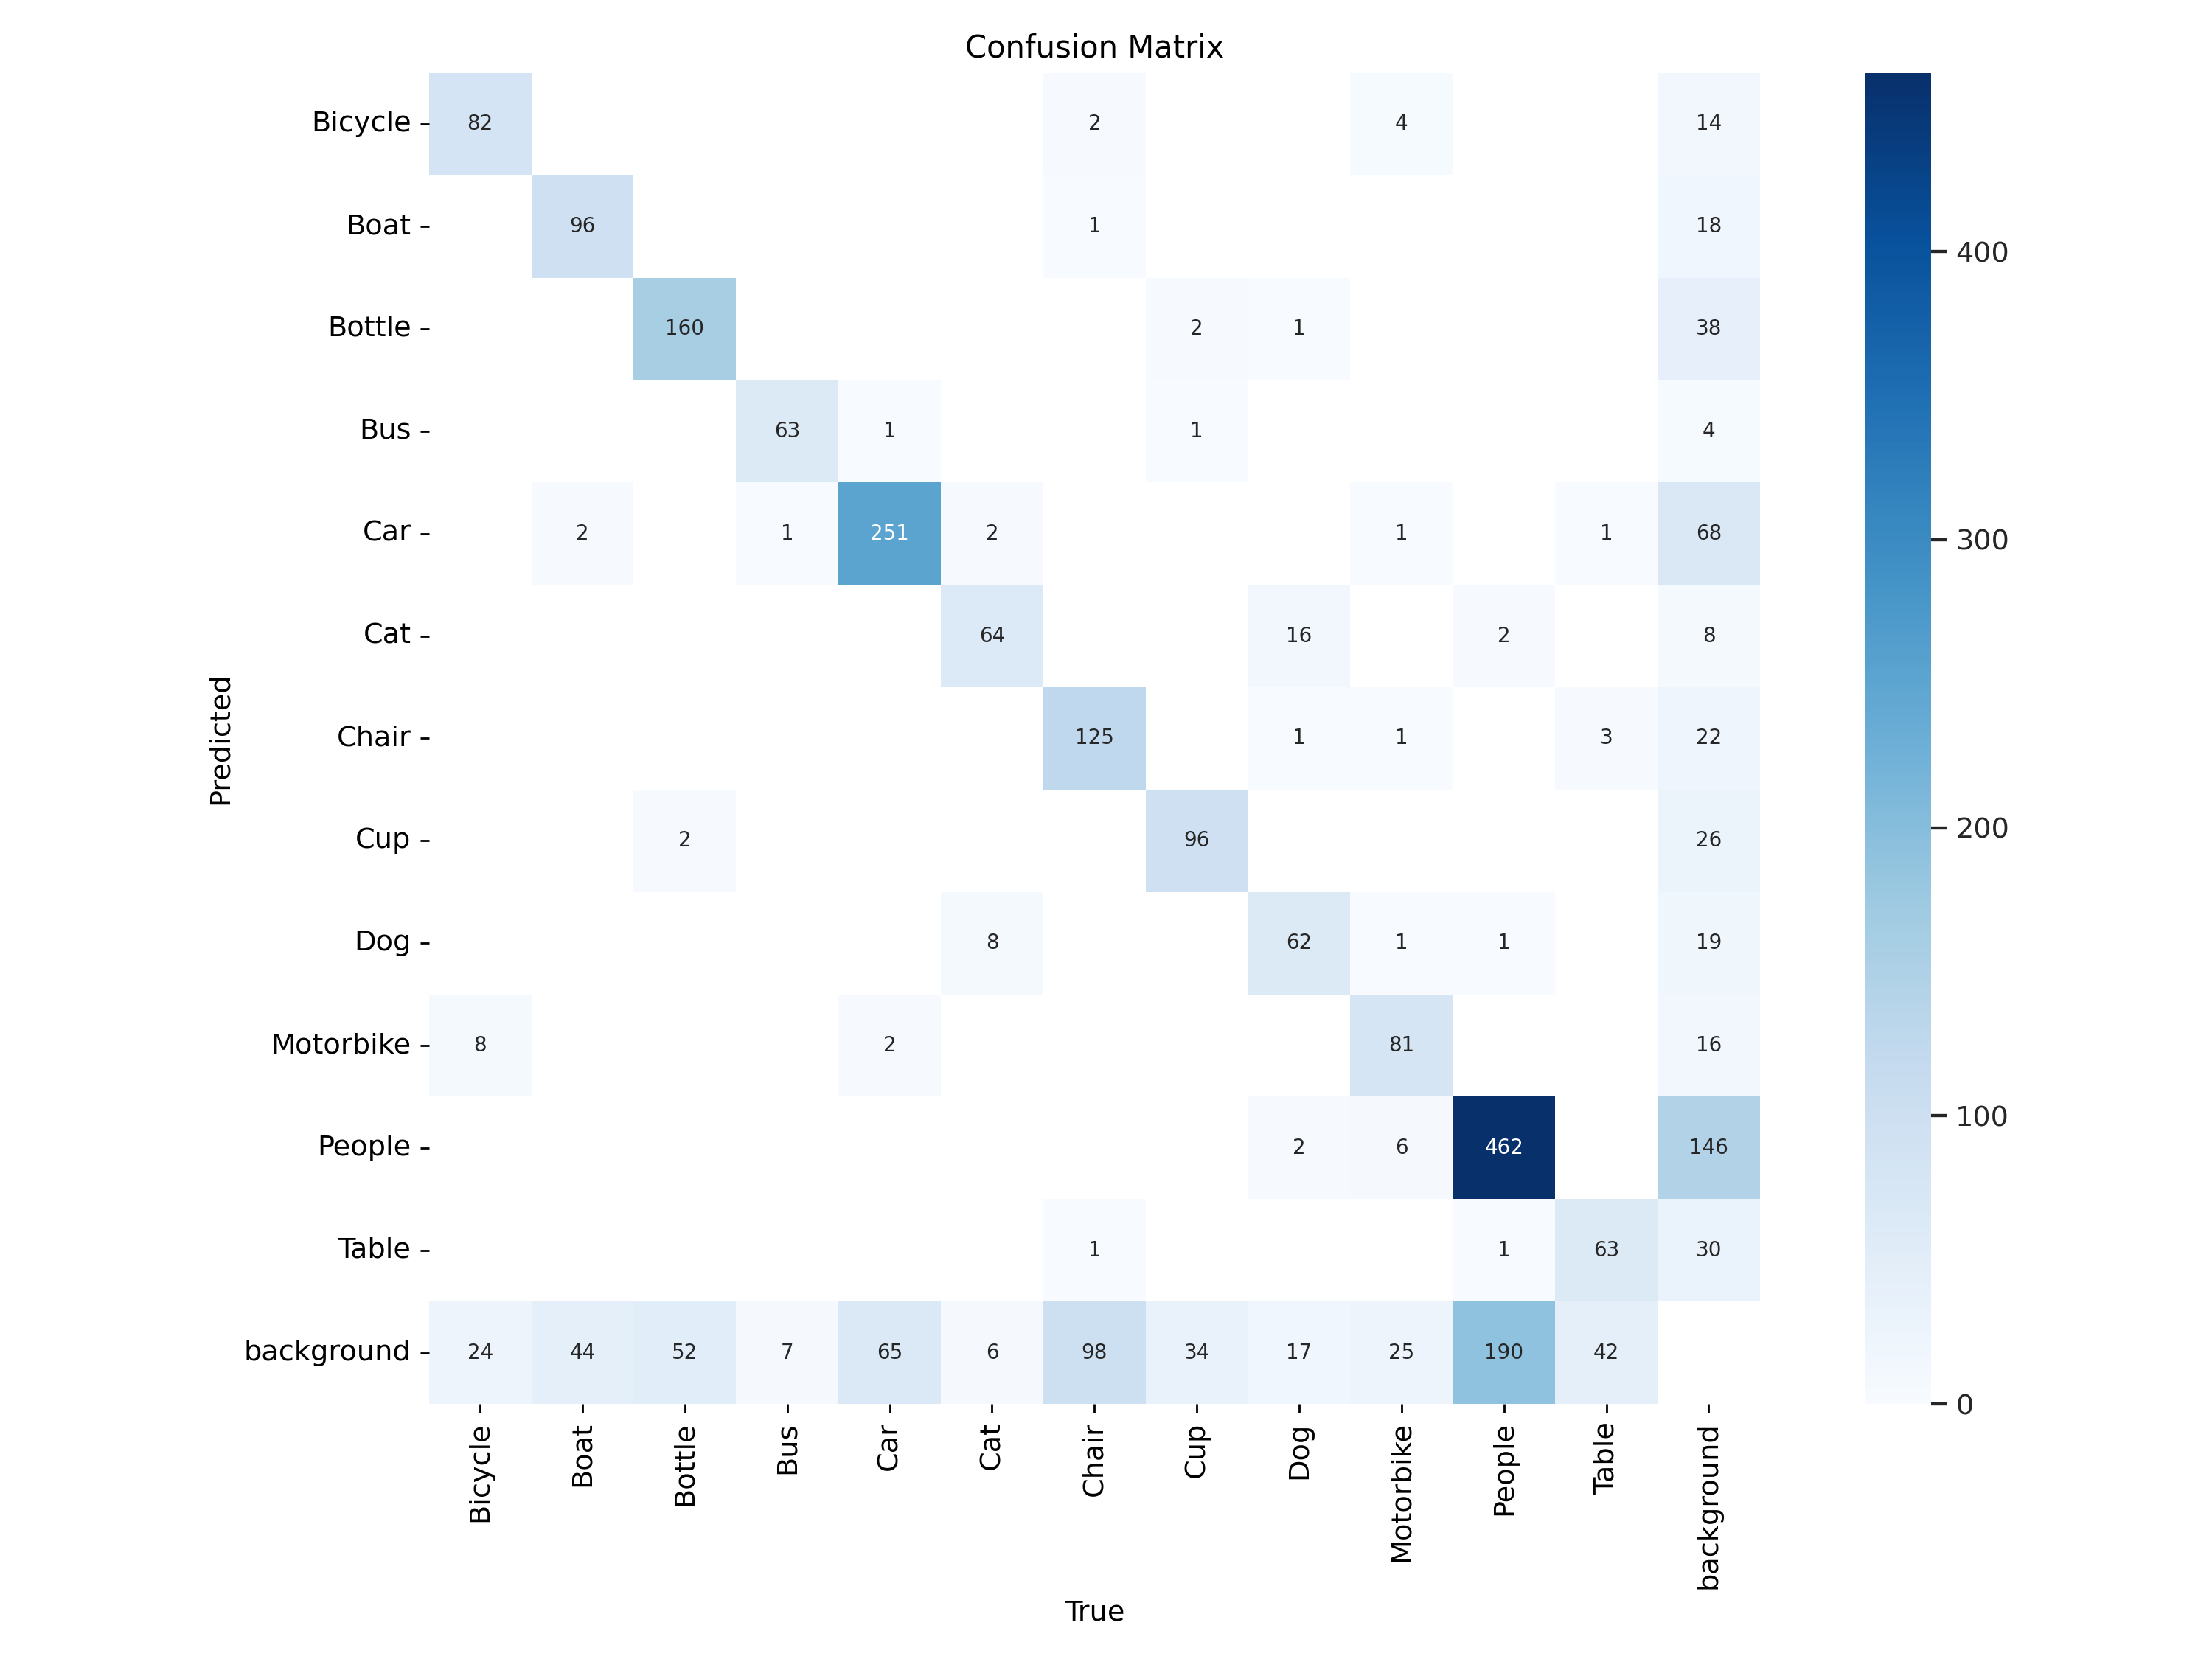 Confusion Matrix
Bicycle 82 2 4 14
Boat 96 1 18
400
Bottle 160 2 1 38
Bus 63 1 1 4
Car 2 1 251 2 1 1 68
300
Cat 64 16 2 8
Predicted
Chair 125 1 1 3 22
Cup 2 96 26
200
Dog 8 62 1 1 19
Motorbike 8 2 81 16
100
People 2 6 462 146
Table 1 1 63 30
background 24 44 52 7 65 6 98 34 17 25 190 42
0
Bicycle Boat Bottle Bus Car Cat Chair Cup Dog Motorbike People Table background
True